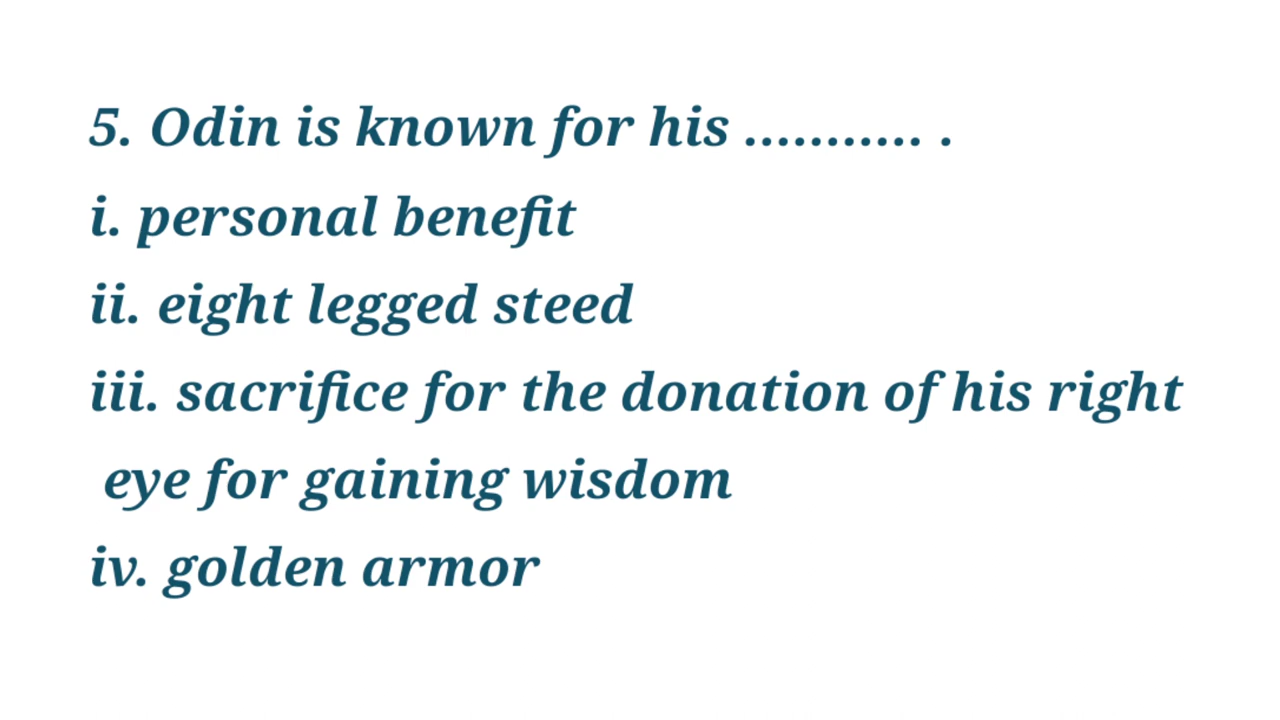 5. Odin is known for his ........... .
i. personal benefit
ii. eight legged steed
iii. sacrifice for the donation of his right
eye for gaining wisdom
iv. golden armor